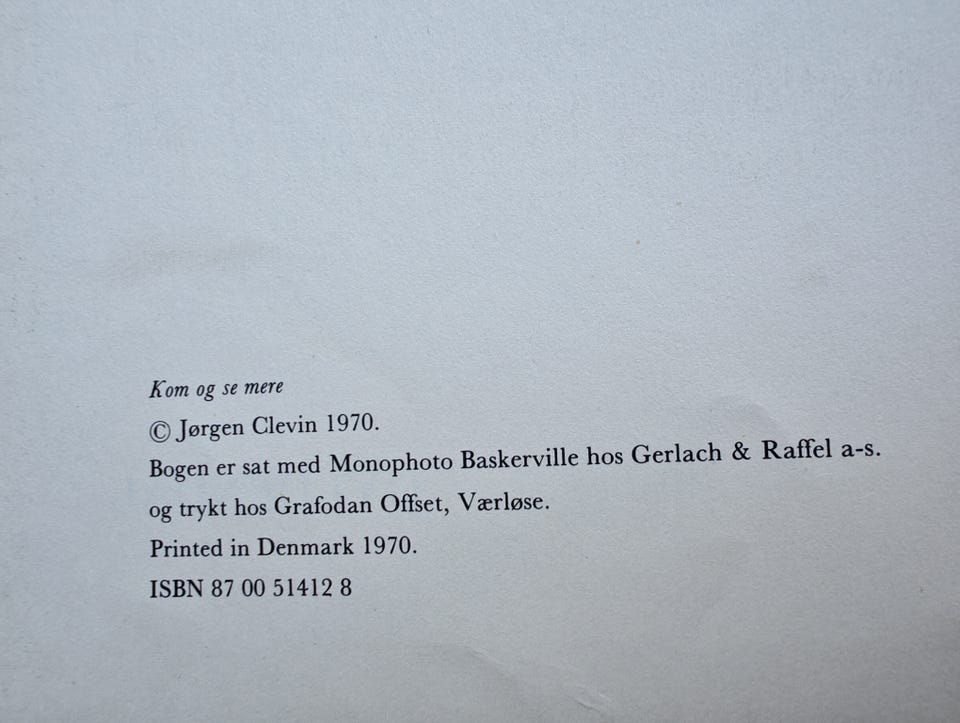 Kom og se mere
© Jørgen Clevin 1970.
Bogen er sat med Monophoto Baskerville hos Gerlach & Raffel a-s.
og trykt hos Grafodan Offset, Værløse.
Printed in Denmark 1970.
ISBN 87 00 51412 8